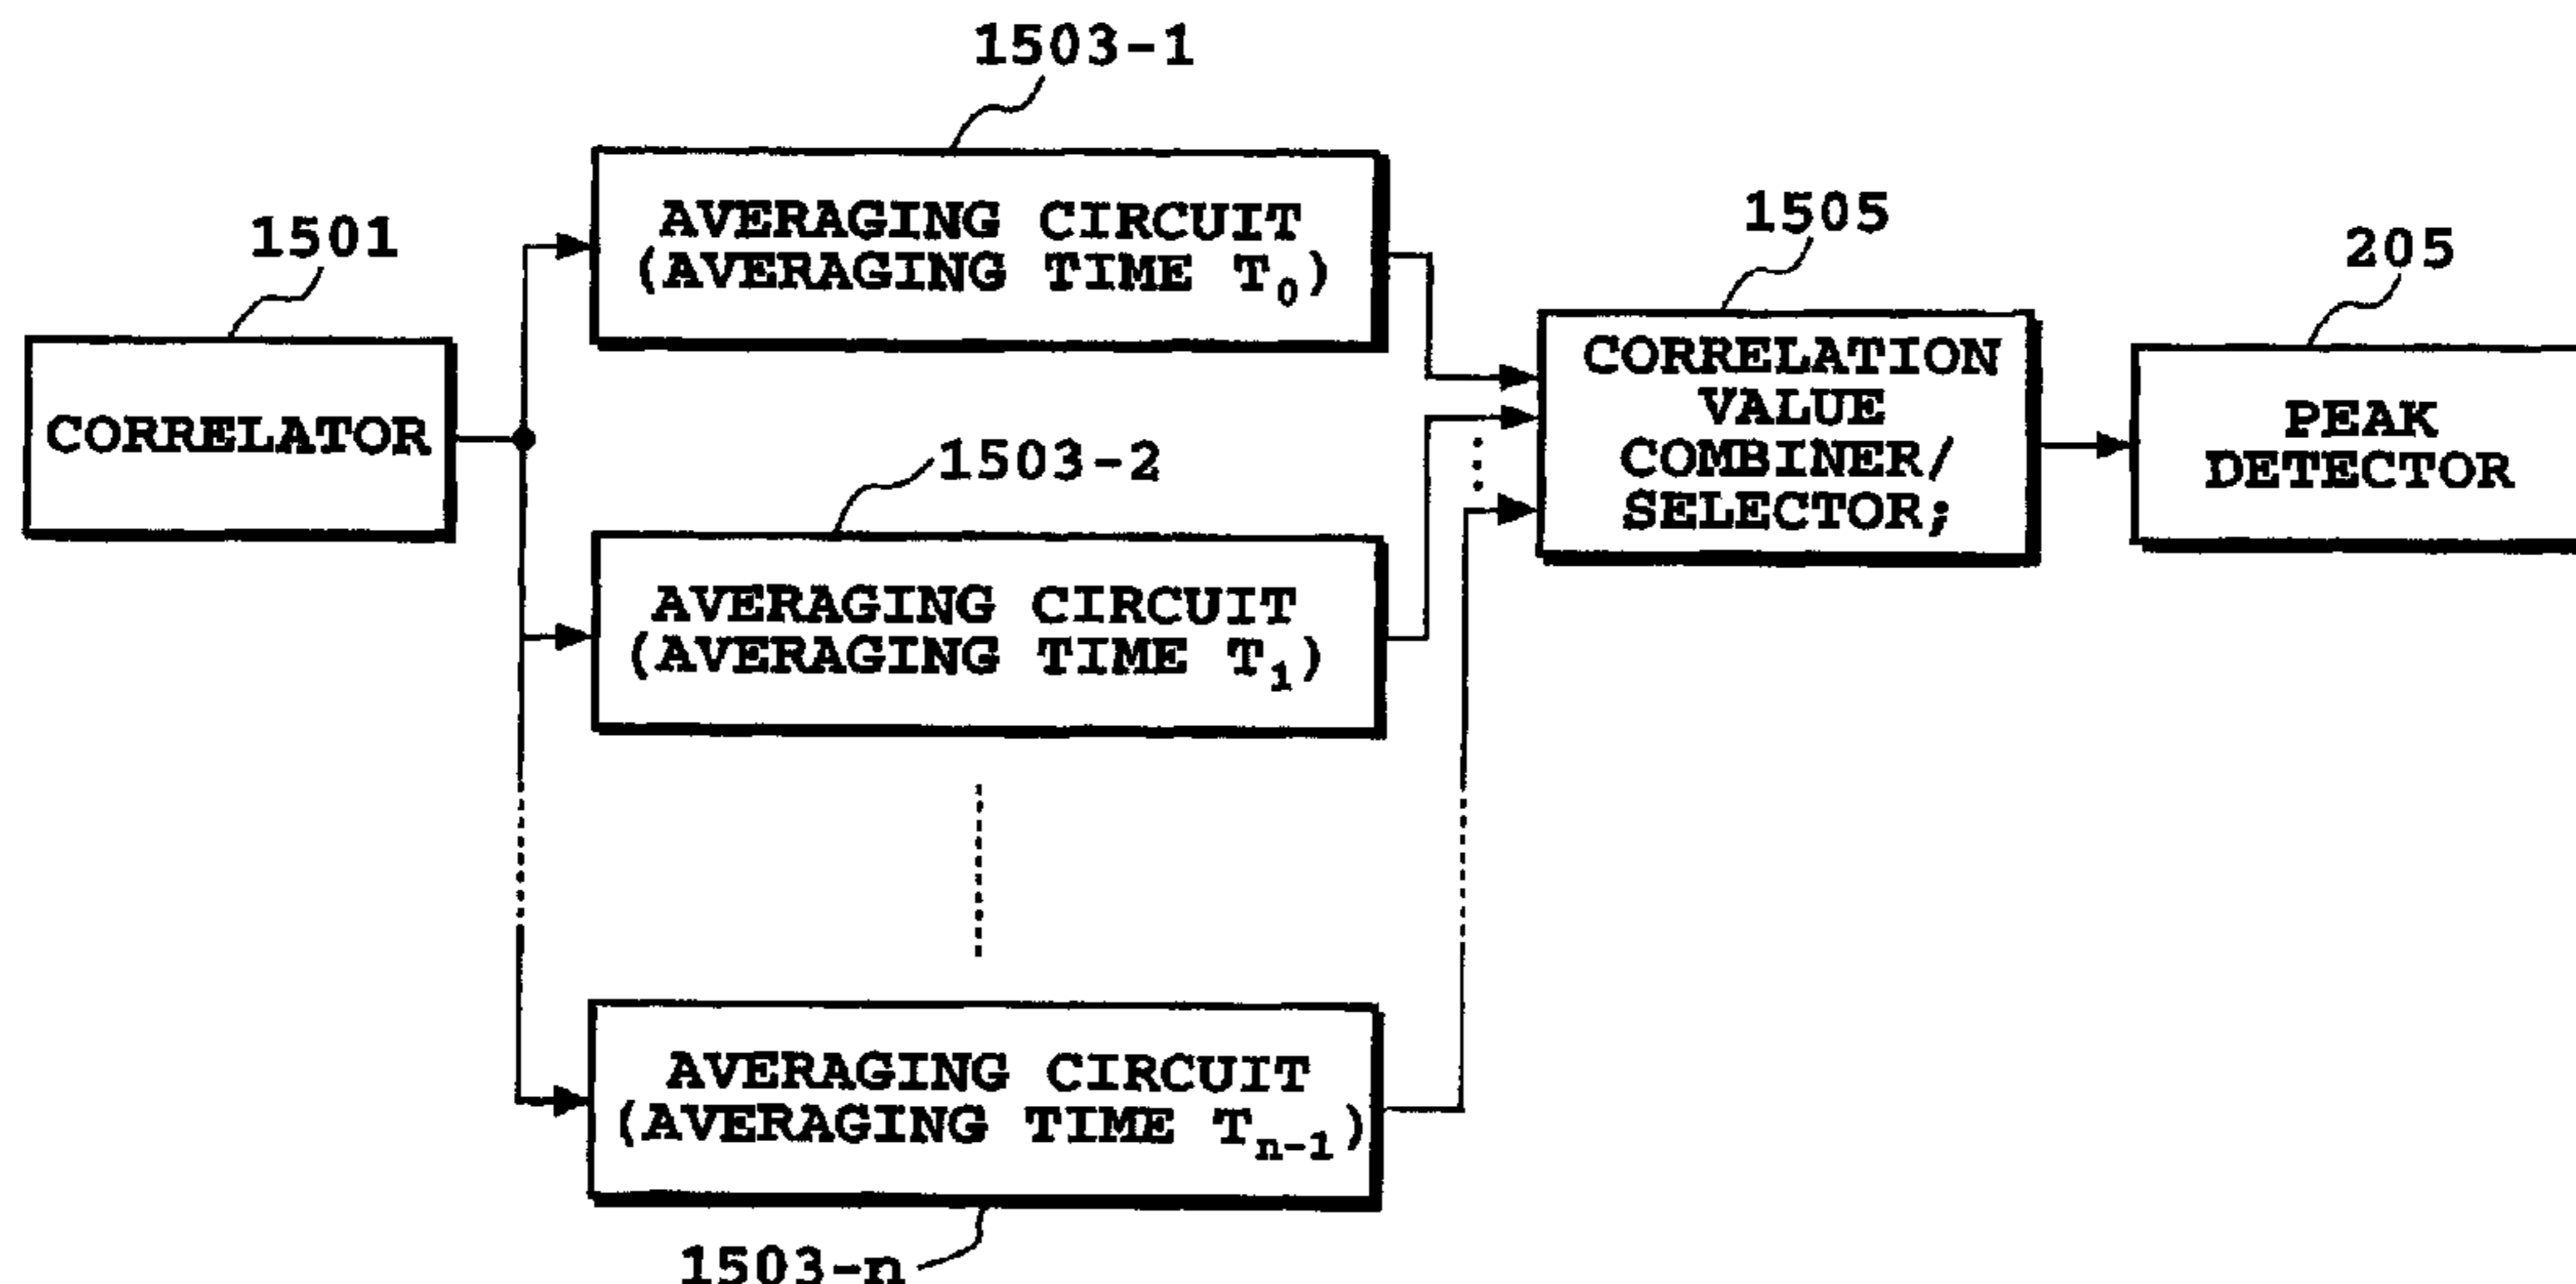 1503-1
AVERAGING CIRCUIT
(AVERAGING TIME T₀)
1501
CORRELATOR
1503-2
AVERAGING CIRCUIT
(AVERAGING TIME T₁)
1503-n
AVERAGING CIRCUIT
(AVERAGING TIME Tₙ₋₁)
1505
CORRELATION
VALUE
COMBINER/
SELECTOR;
205
PEAK
DETECTOR